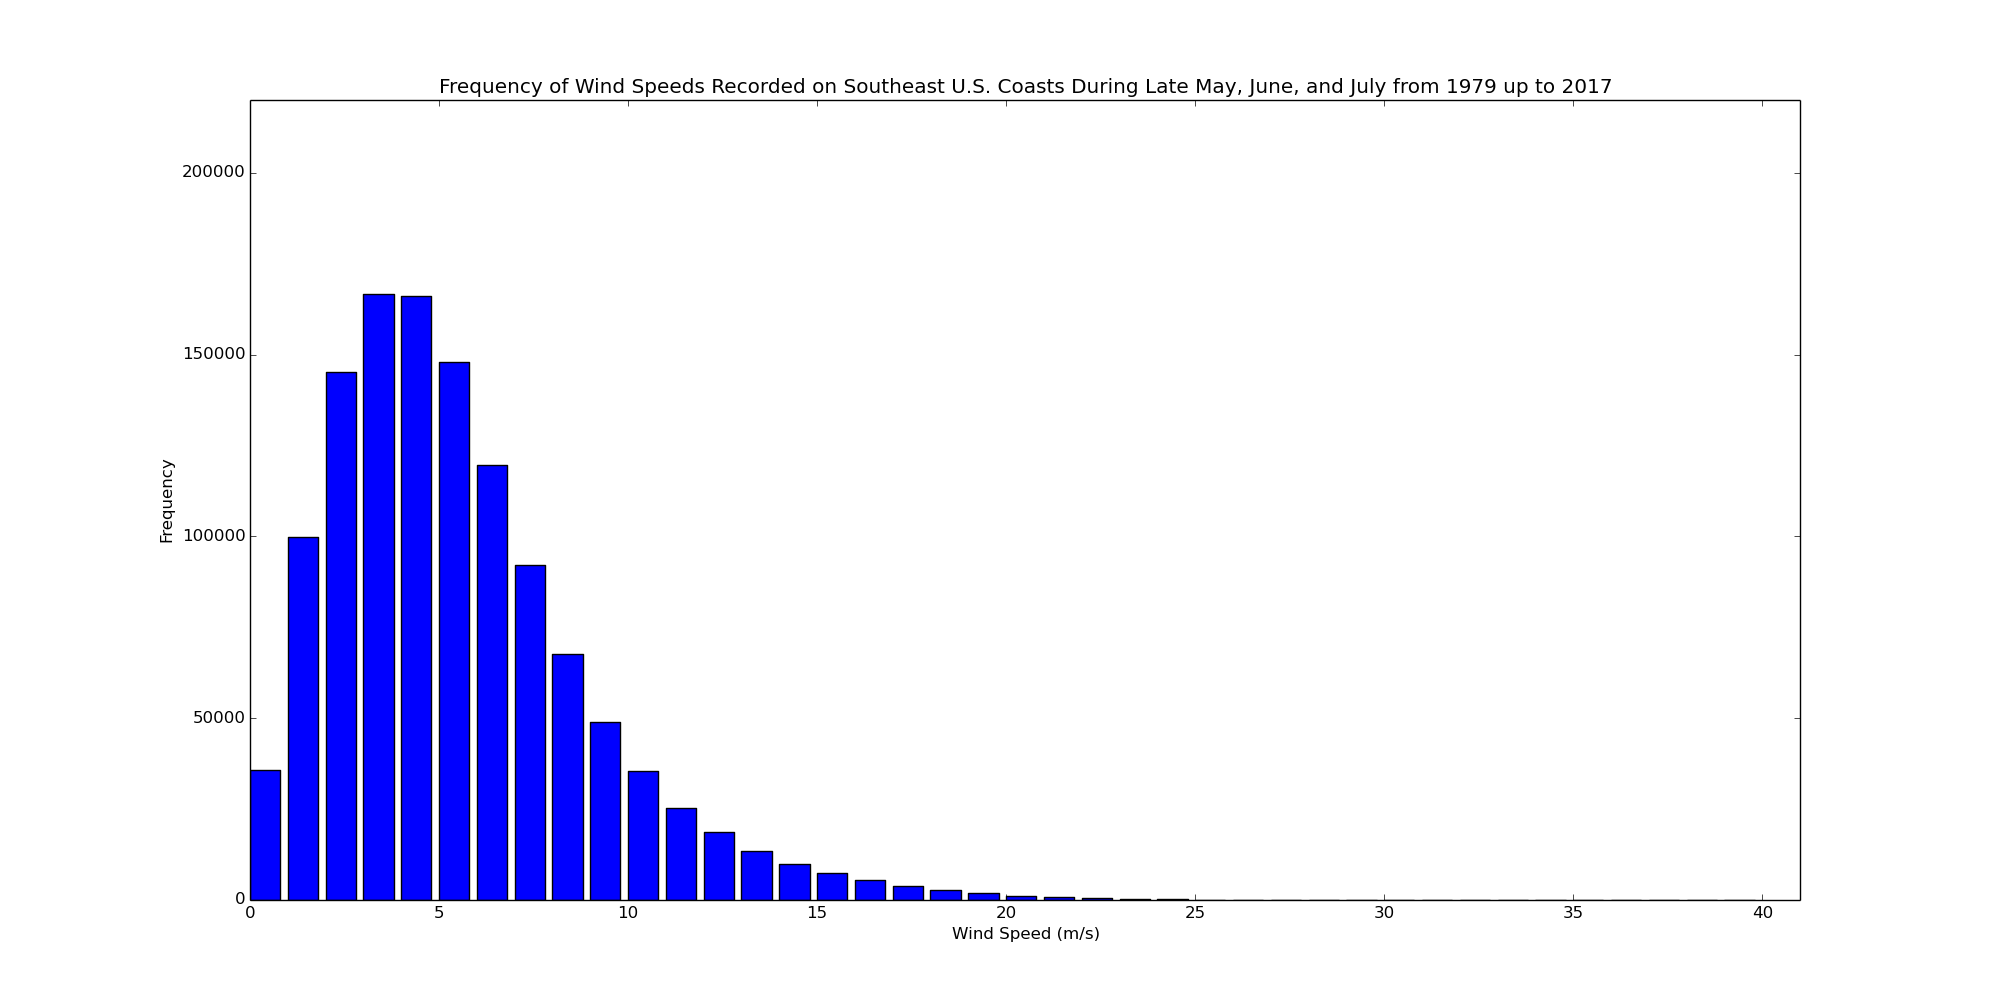 Frequency of Wind Speeds Recorded on Southeast U.S. Coasts During Late May, June, and July from 1979 up to 2017
200000
150000
100000
50000
0
Frequency
0 5 10 15 20 25 30 35 40
Wind Speed (m/s)